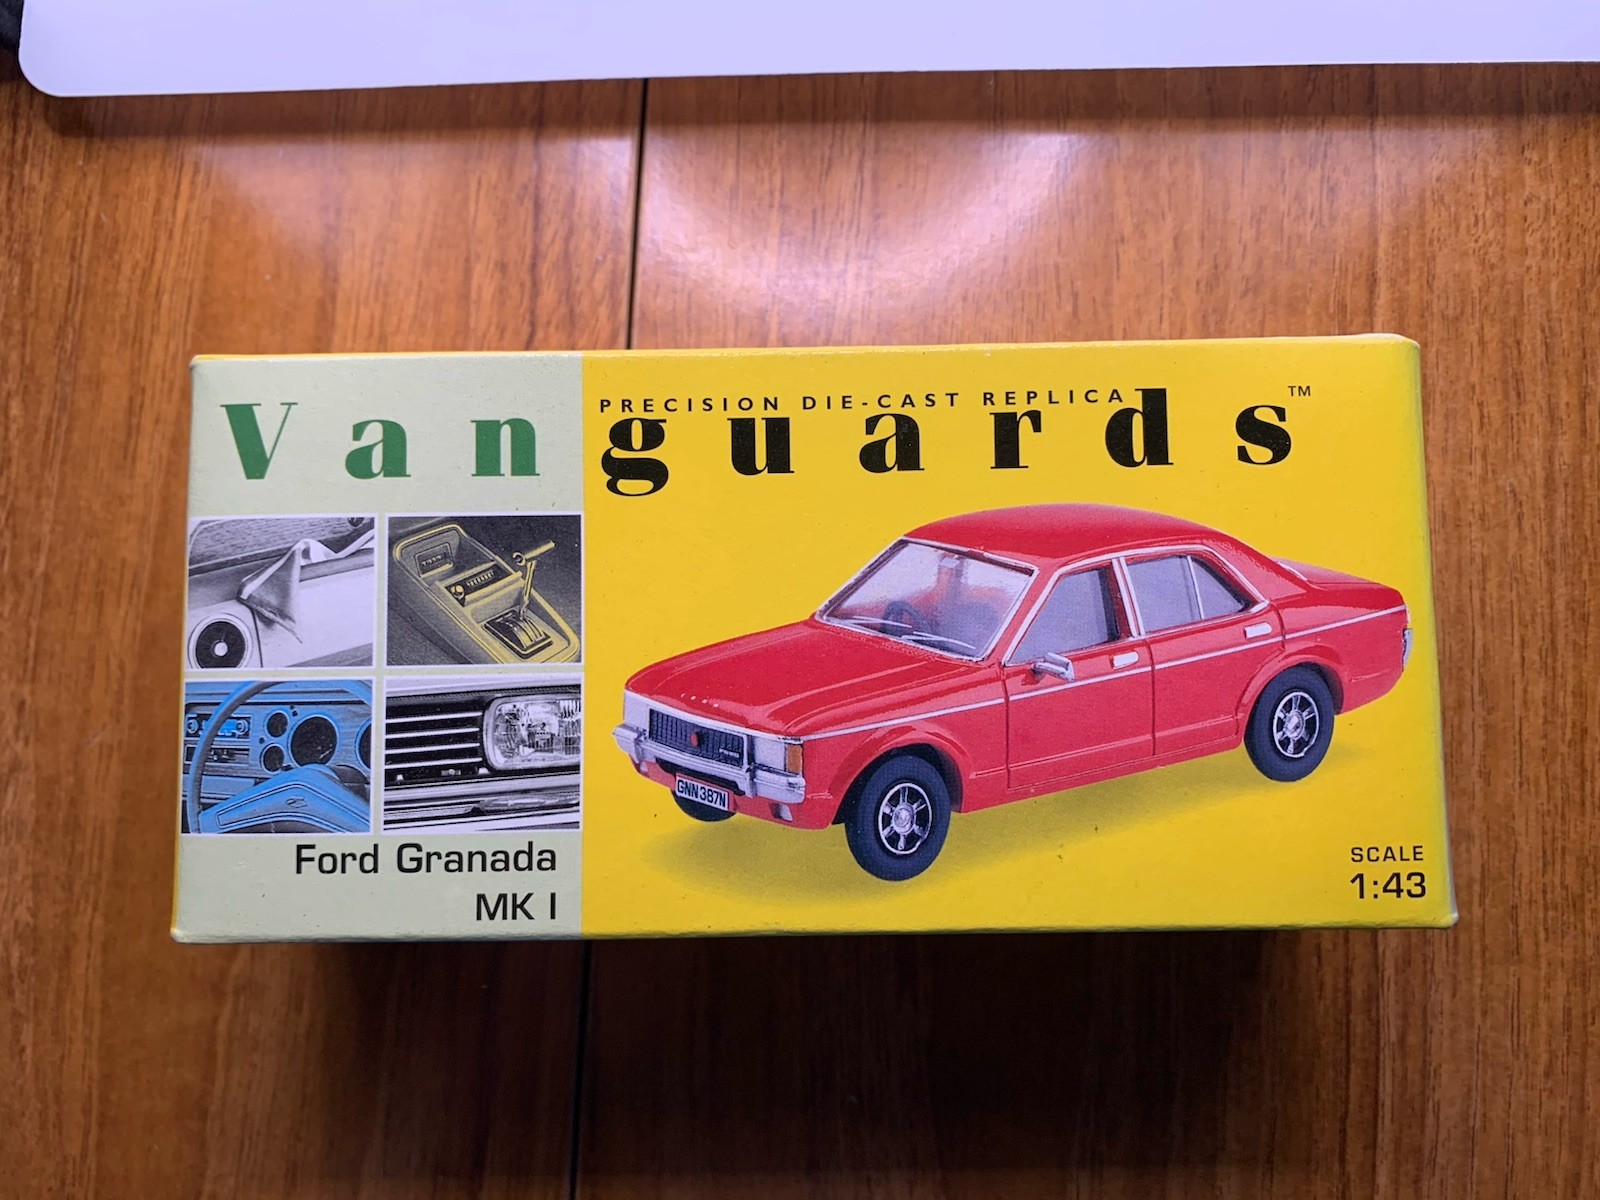 Vanguards™
PRECISION DIE-CAST REPLICA
GNN 387N
Ford Granada
MK I
SCALE
1:43